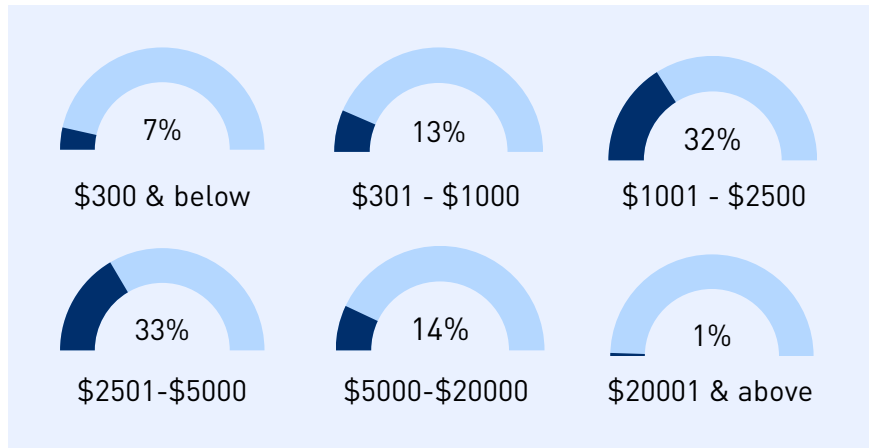 7%
$300 & below
13%
$301 - $1000
32%
$1001 - $2500
33%
$2501-$5000
14%
$5000-$20000
1%
$20001 & above